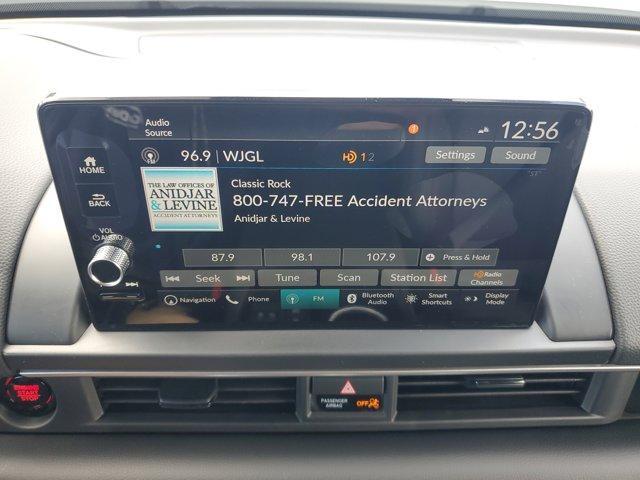 Audio
Source
1
12:56
96.9 WJGL
HD 12
Settings
Sound
HOME
BACK
VOL
AUDIO
THE LAW OFFICES OF
ANIDJAR
& LEVINE
ACCIDENT ATTORNEYS
Classic Rock
800-747-FREE Accident Attorneys
Anidjar & Levine
87.9
98.1
107.9
Press & Hold
Seek
Tune
Scan
Station List
HD Radio
Channels
Navigation
Phone
FM
Bluetooth
Audio
Smart
Shortcuts
Display
Mode
ENGINE
START
STOP
PASSENGER
AIRBAG
OFF